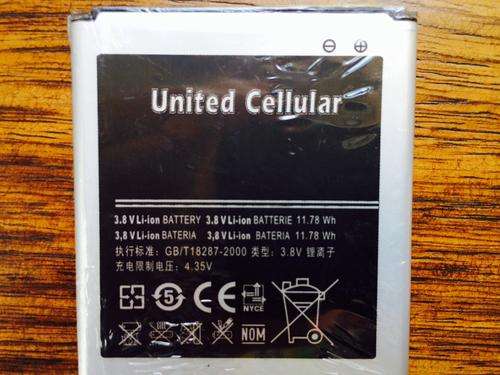 United Cellular
3.8 V Li-ion BATTERY 3.8 V Li-ion BATTERIE 11.78 Wh
3,8 V Li-ion BATERIA 3,8 V Li-ion BATERIA 11.78 Wh
执行标准: GB/T18287-2000 类型: 3.8V 锂离子
充电限制电压: 4.35V
5 CE NYCE
NOM